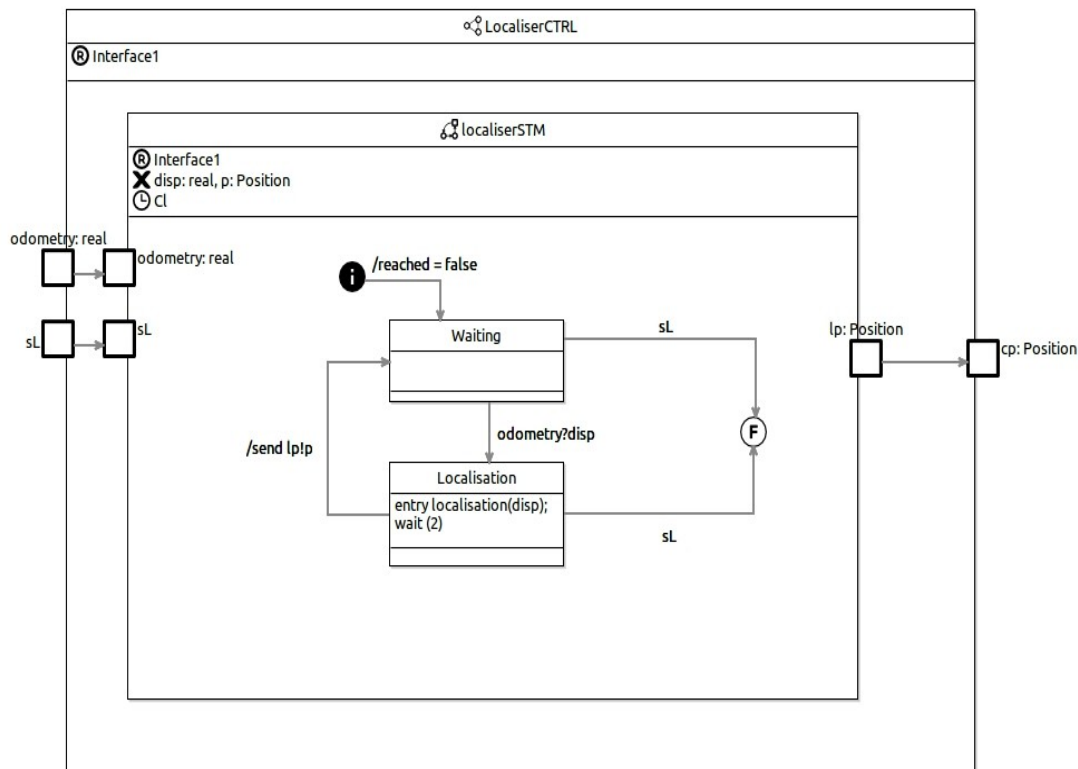 LocaliserCTRL
R Interface1
localiserSTM
R Interface1
disp: real, p: Position
Cl
odometry: real
odometry: real
i
/reached = false
sL
sL
Waiting
sL
lp: Position
cp: Position
odometry?disp
F
/send lp!p
Localisation
entry localisation(disp);
wait (2)
sL